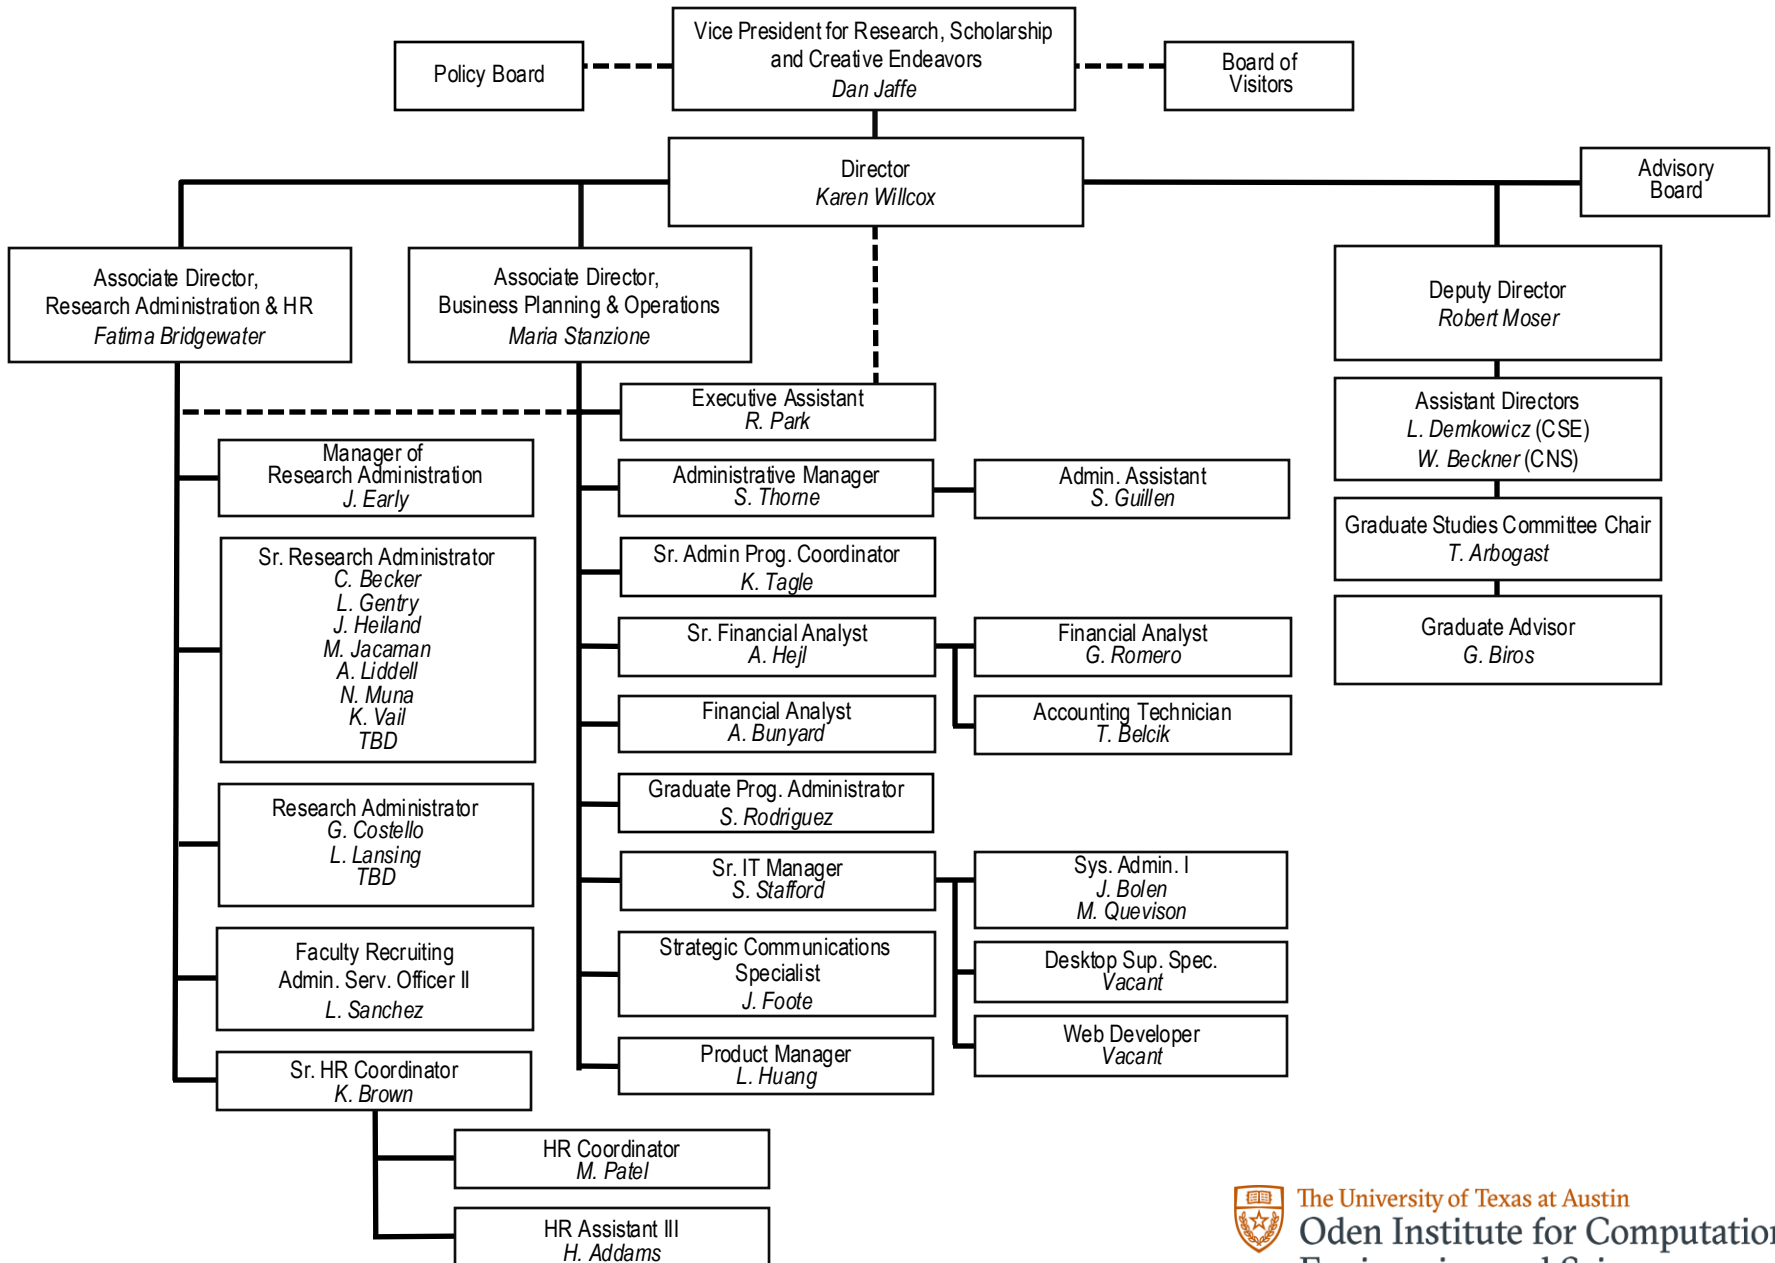 Vice President for Research, Scholarship
and Creative Endeavors
Dan Jaffe
Policy Board
Board of
Visitors
Director
Karen Willcox
Advisory
Board
Associate Director,
Research Administration & HR
Fatima Bridgewater
Associate Director,
Business Planning & Operations
Maria Stanzione
Deputy Director
Robert Moser
Assistant Directors
L. Demkowicz (CSE)
W. Beckner (CNS)
Graduate Studies Committee Chair
T. Arbogast
Graduate Advisor
G. Biros
Executive Assistant
R. Park
Manager of
Research Administration
J. Early
Sr. Research Administrator
C. Becker
L. Gentry
J. Heiland
M. Jacaman
A. Liddell
N. Muna
K. Vail
TBD
Research Administrator
G. Costello
L. Lansing
TBD
Faculty Recruiting
Admin. Serv. Officer II
L. Sanchez
Sr. HR Coordinator
K. Brown
HR Coordinator
M. Patel
HR Assistant III
H. Addams
Administrative Manager
S. Thorne
Admin. Assistant
S. Guillen
Sr. Admin Prog. Coordinator
K. Tagle
Sr. Financial Analyst
A. Hejl
Financial Analyst
G. Romero
Accounting Technician
T. Belcik
Financial Analyst
A. Bunyard
Graduate Prog. Administrator
S. Rodriguez
Sr. IT Manager
S. Stafford
Sys. Admin. I
J. Bolen
M. Quevison
Desktop Sup. Spec.
Vacant
Web Developer
Vacant
Strategic Communications
Specialist
J. Foote
Product Manager
L. Huang
The University of Texas at Austin
Oden Institute for Computation